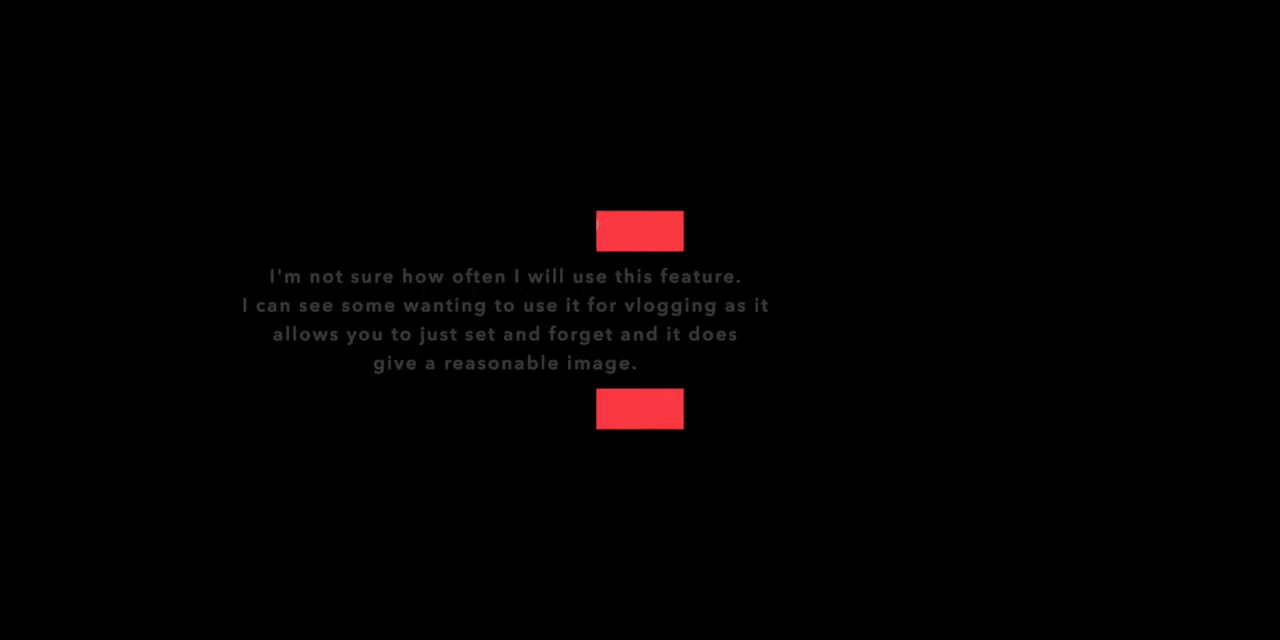 I'm not sure how often I will use this feature.
I can see some wanting to use it for vlogging as it
allows you to just set and forget and it does
give a reasonable image.